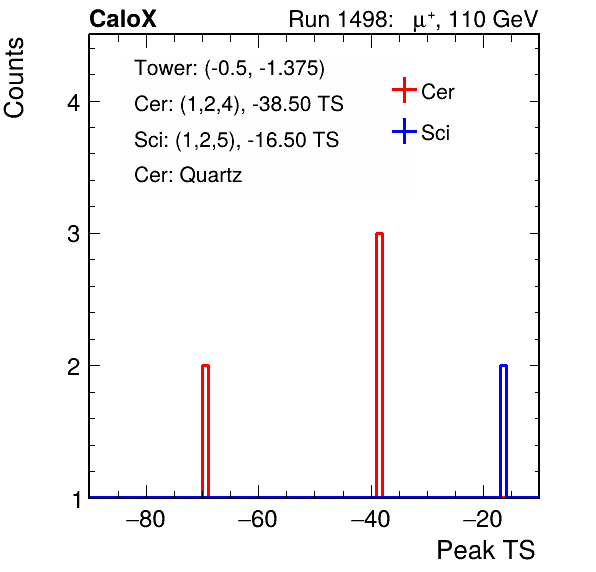 CaloX Run 1498: μ⁺, 110 GeV
Counts
Tower: (-0.5, -1.375)
Cer: (1,2,4), -38.50 TS
Sci: (1,2,5), -16.50 TS
Cer: Quartz
Cer
Sci
4
3
2
1
−80 −60 −40 −20
Peak TS